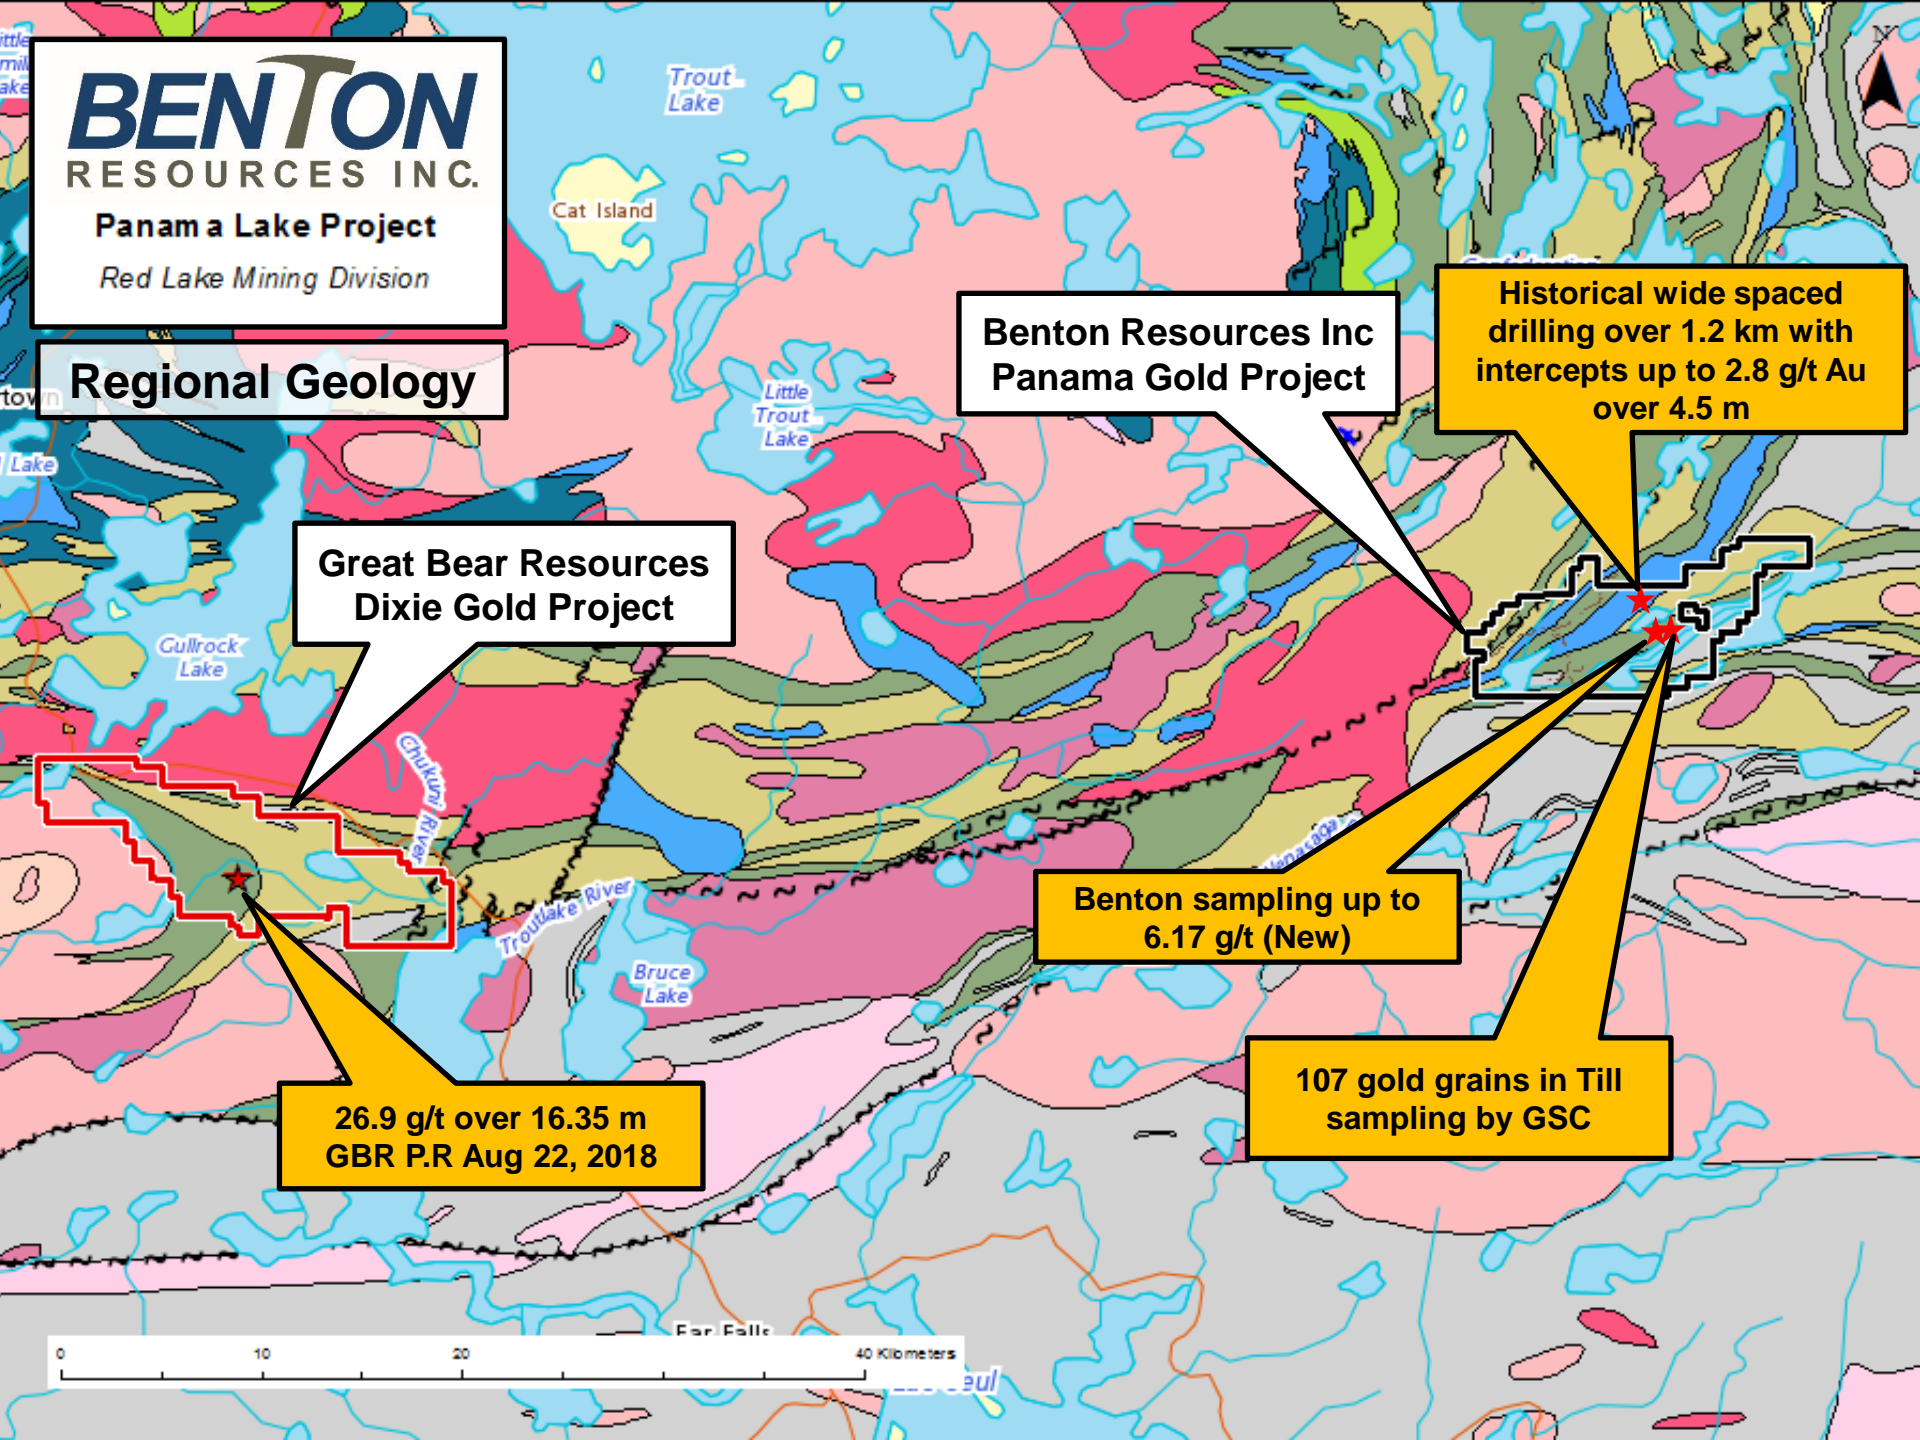 BENTON
RESOURCES INC.
Panama Lake Project
Red Lake Mining Division
Regional Geology
N
Trout
Lake
Cat Island
Little
Trout
Lake
Lake
Benton Resources Inc
Panama Gold Project
Historical wide spaced
drilling over 1.2 km with
intercepts up to 2.8 g/t Au
over 4.5 m
Great Bear Resources
Dixie Gold Project
Gullrock
Lake
Chukuni River
Troutlake River
Bruce
Lake
Benton sampling up to
6.17 g/t (New)
26.9 g/t over 16.35 m
GBR P.R Aug 22, 2018
107 gold grains in Till
sampling by GSC
Ear Falls
0 10 20 40 Kilometers